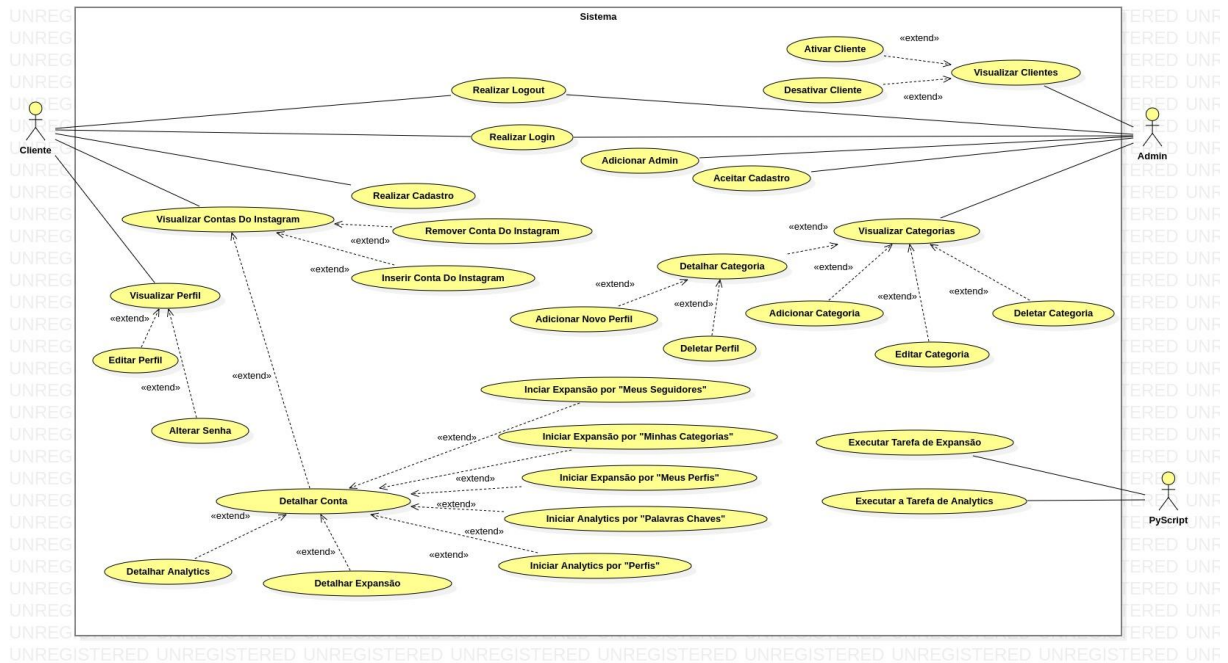 Sistema
Ativar Cliente
«extend»
Visualizar Clientes
Desativar Cliente
«extend»
Realizar Logout
Cliente
Realizar Login
Admin
Adicionar Admin
Aceitar Cadastro
Realizar Cadastro
Visualizar Contas Do Instagram
Remover Conta Do Instagram
«extend»
Inserir Conta Do Instagram
«extend»
Visualizar Categorias
«extend»
Detalhar Categoria
«extend»
«extend»
«extend»
«extend»
«extend»
Adicionar Novo Perfil
Adicionar Categoria
Deletar Categoria
Deletar Perfil
Editar Categoria
Visualizar Perfil
«extend»
Editar Perfil
«extend»
«extend»
Alterar Senha
Inciar Expansão por "Meus Seguidores"
«extend»
Iniciar Expansão por "Minhas Categorias"
«extend»
Iniciar Expansão por "Meus Perfis"
Detalhar Conta
«extend»
Iniciar Analytics por "Palavras Chaves"
«extend»
«extend»
«extend»
«extend»
Iniciar Analytics por "Perfis"
Detalhar Analytics
Detalhar Expansão
Executar Tarefa de Expansão
Executar a Tarefa de Analytics
PyScript
UNREGISTERED UNREGISTERED UNREGISTERED UNREGISTERED UNREGISTERED UNREGISTERED UNREGISTERED UNREGISTERED UNR